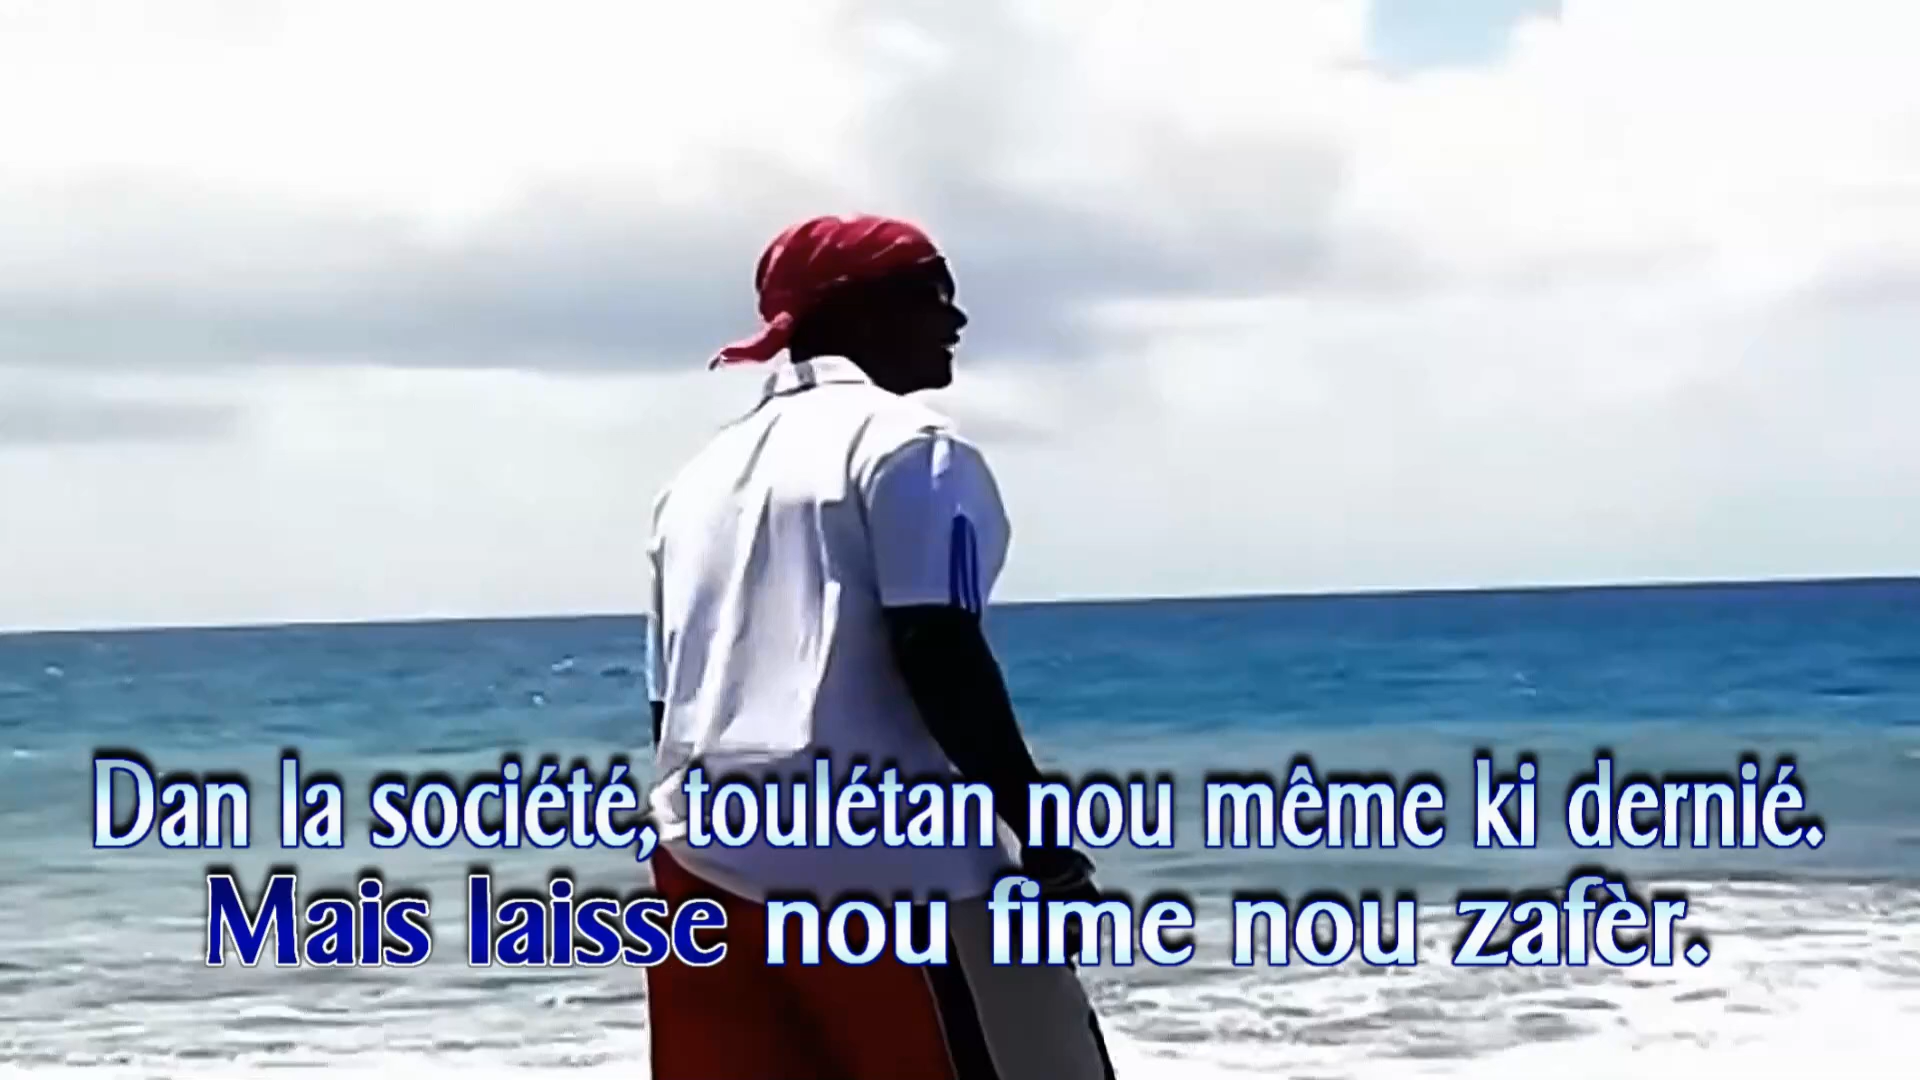 Dan la société, toulétan nou même ki dernié.
Mais laisse nou fime nou zafèr.